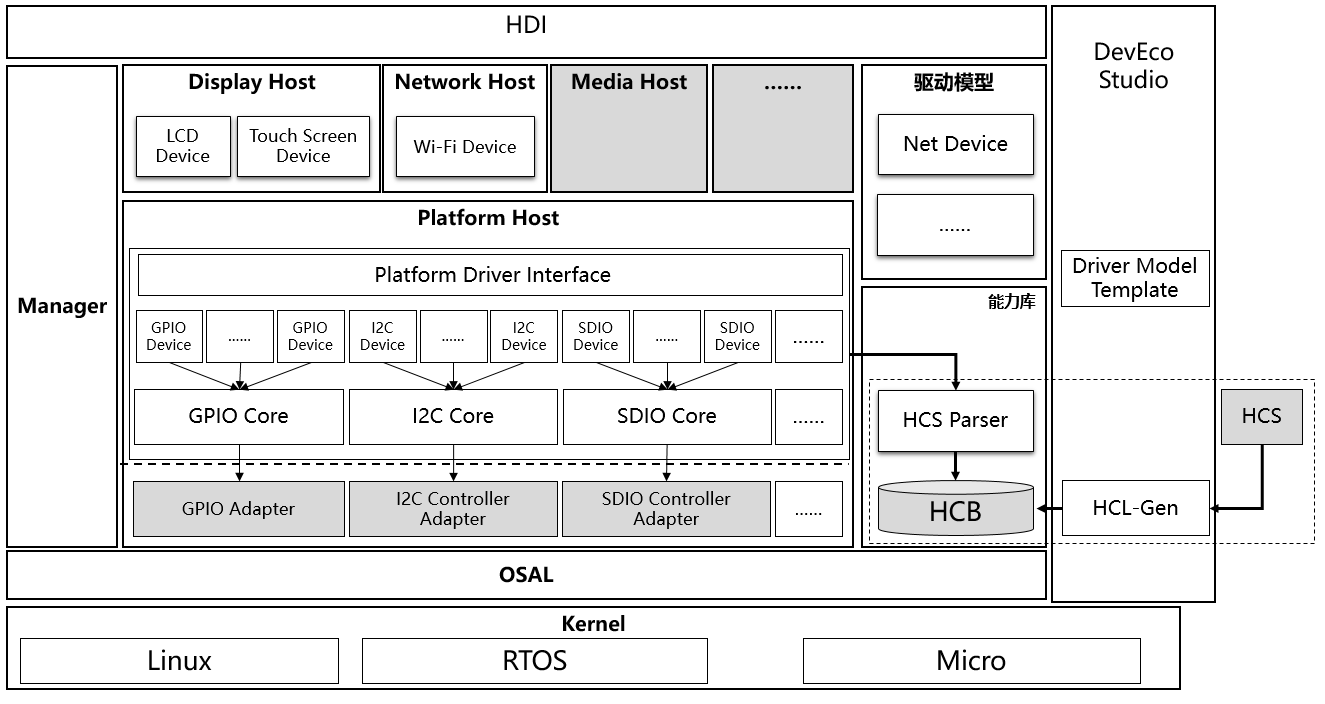 HDI
DevEco
Studio
Manager
Display Host
LCD
Device
Touch Screen
Device
Network Host
Wi-Fi Device
Media Host
......
驱动模型
Net Device
......
Platform Host
Platform Driver Interface
GPIO
Device
......
GPIO
Device
I2C
Device
......
I2C
Device
SDIO
Device
......
SDIO
Device
......
GPIO Core
I2C Core
SDIO Core
......
GPIO Adapter
I2C Controller
Adapter
SDIO Controller
Adapter
......
能力库
HCS Parser
HCB
Driver Model
Template
HCL-Gen
HCS
OSAL
Kernel
Linux
RTOS
Micro